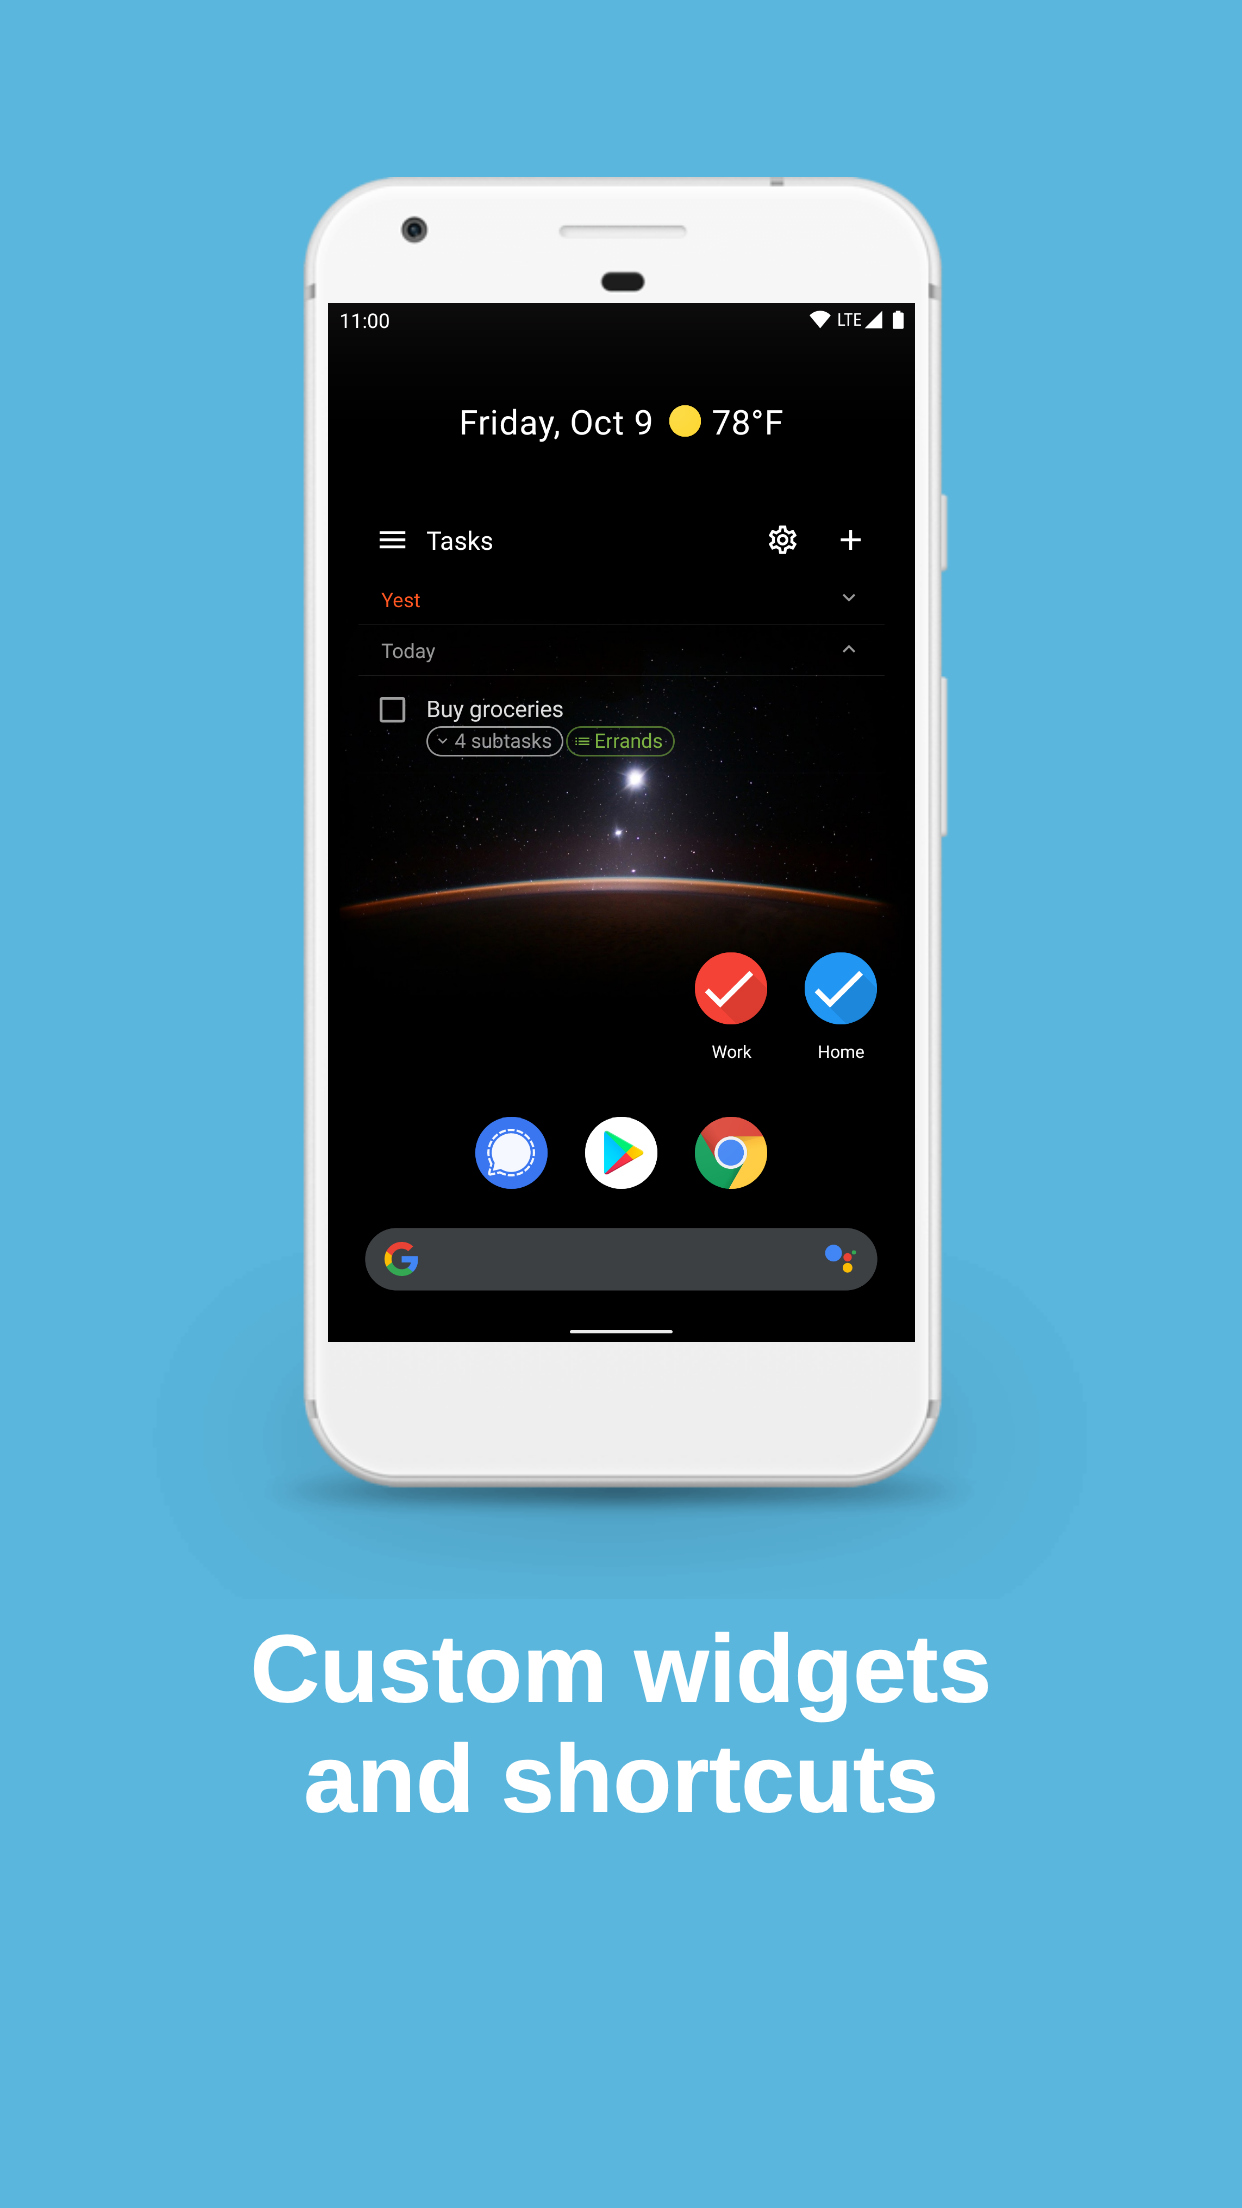 11:00 LTE
Friday, Oct 9 78°F
Tasks
Yest
Today
Buy groceries
4 subtasks Errands
Work Home
Custom widgets
and shortcuts